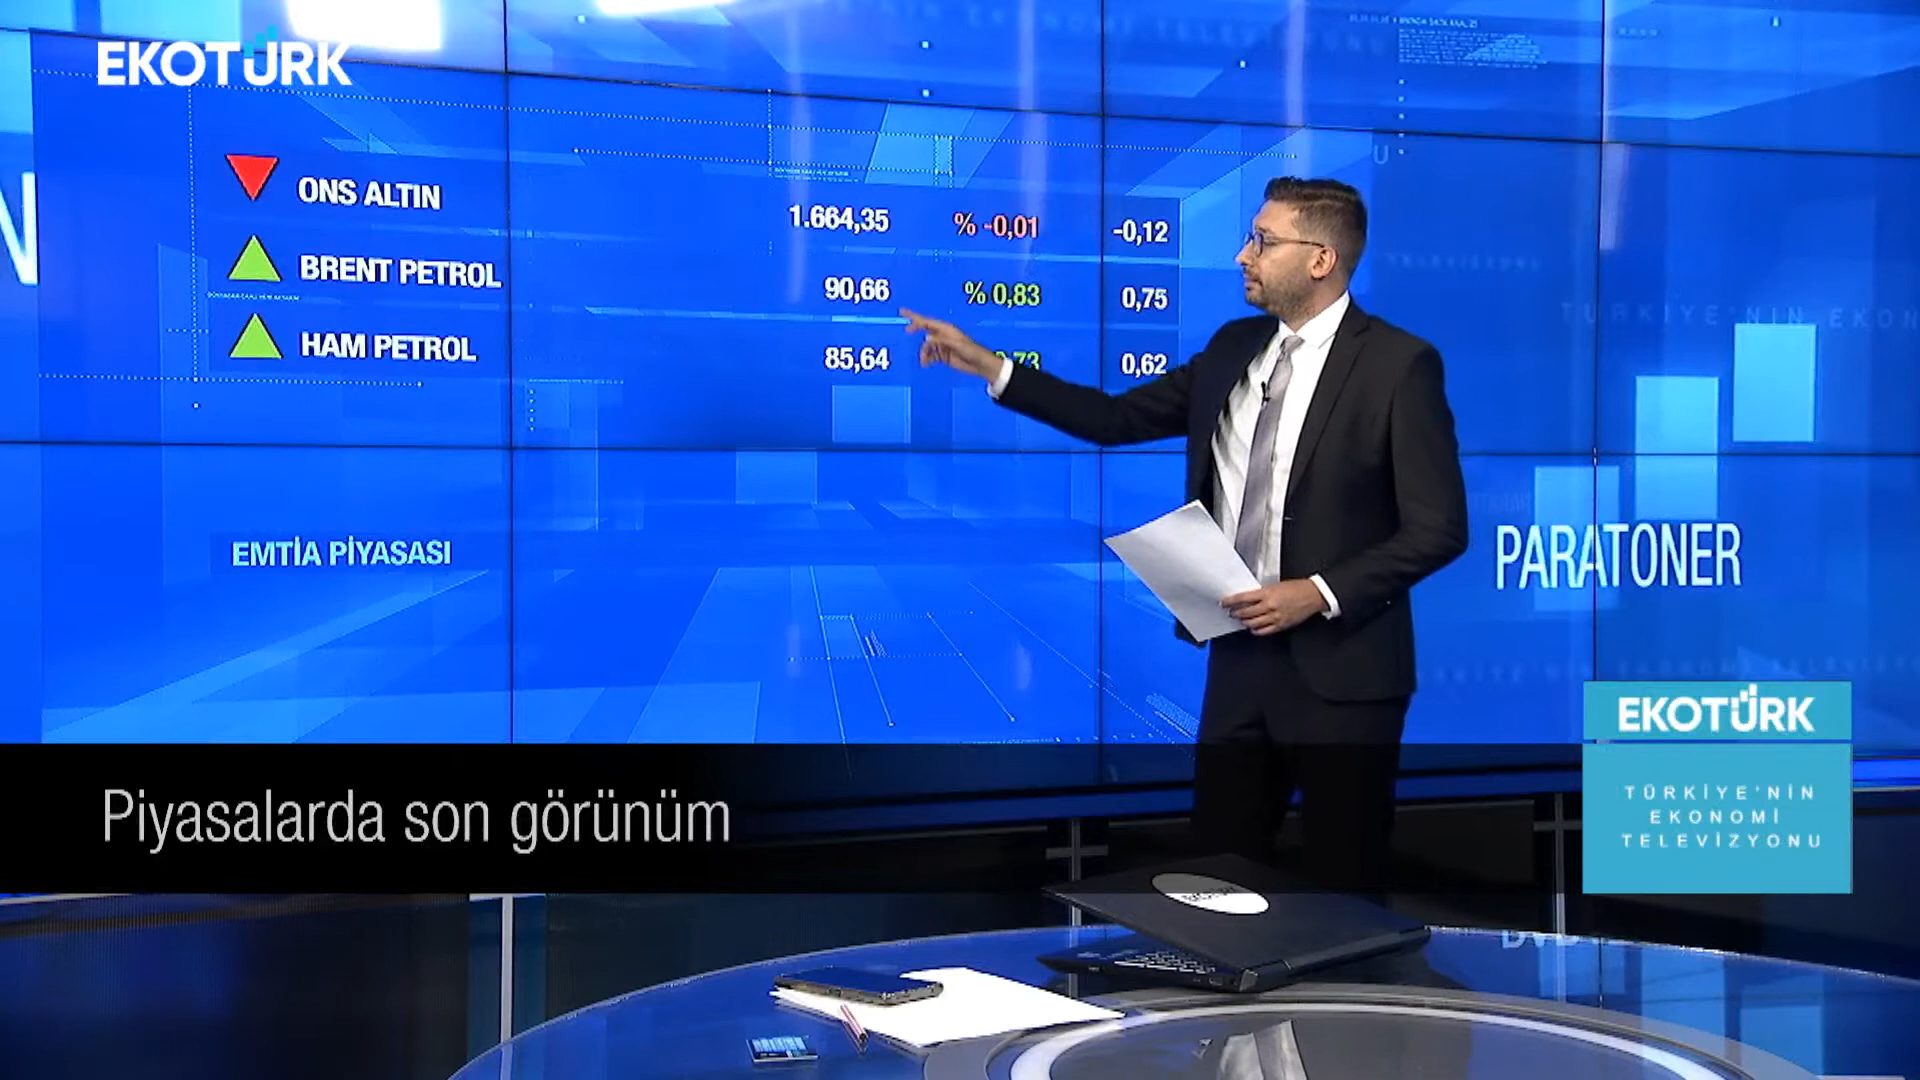 EKOTÜRK
ONS ALTIN 1.664,35 % -0,01 -0,12
BRENT PETROL 90,66 % 0,83 0,75
HAM PETROL 85,64 0,62
EMTİA PİYASASI
PARATONER
EKOTÜRK
TÜRKİYE'NİN
EKONOMİ
TELEVİZYONU
Piyasalarda son görünüm